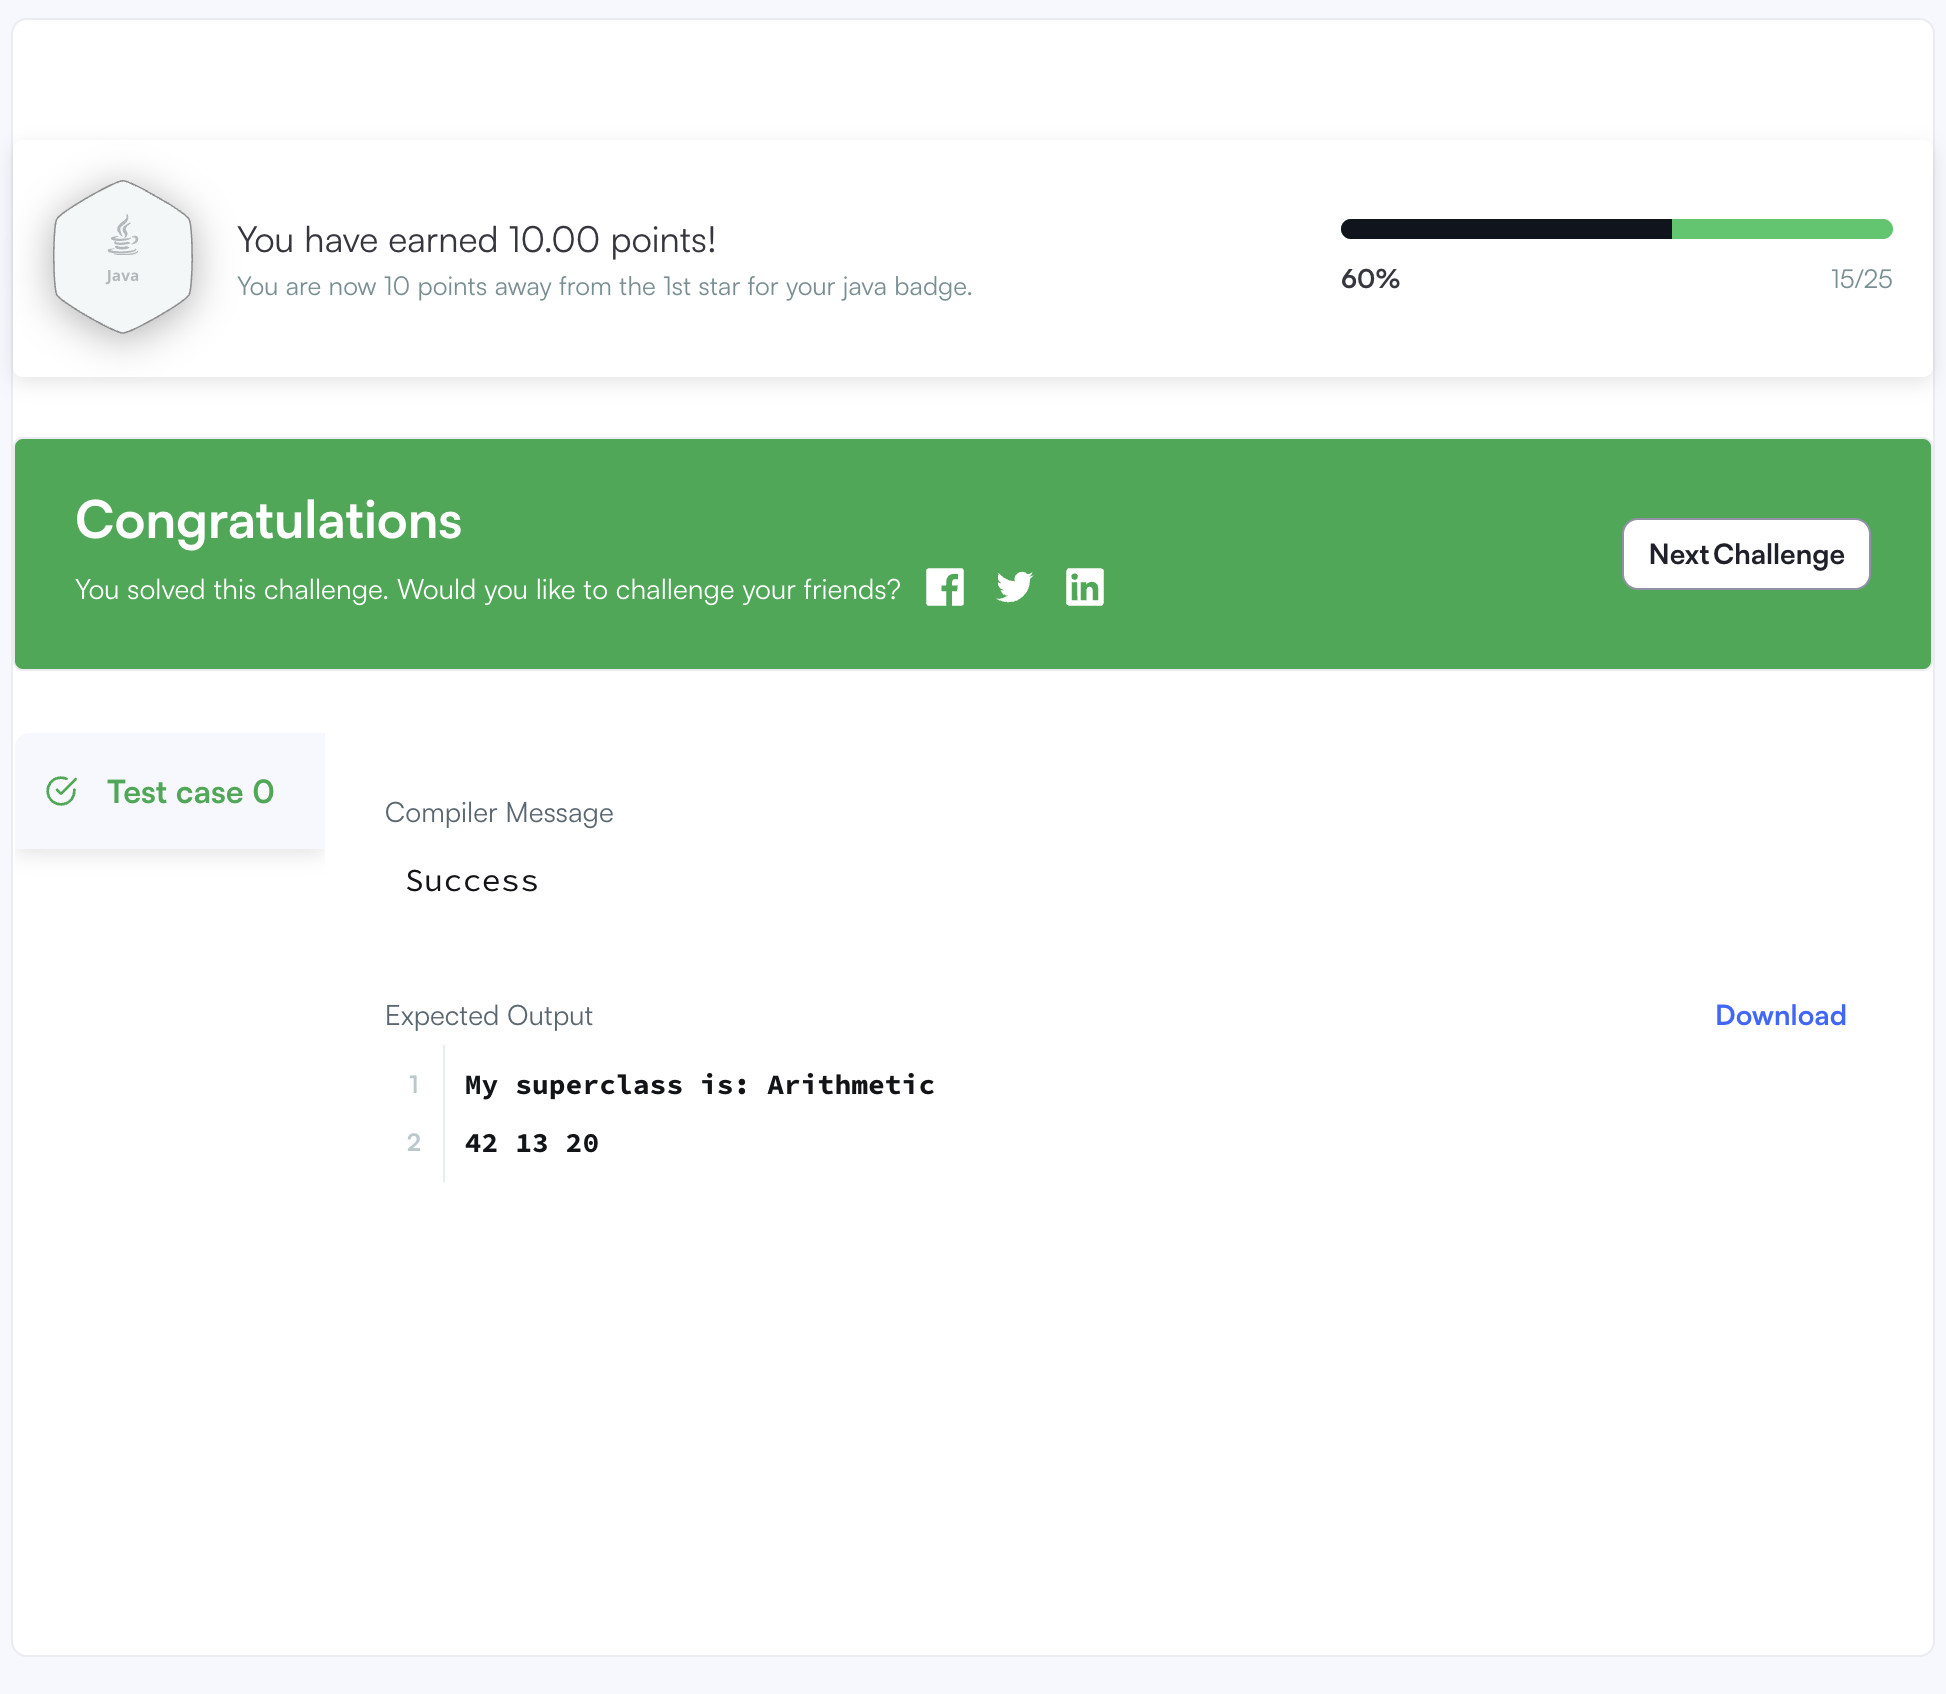 Java
You have earned 10.00 points!
You are now 10 points away from the 1st star for your java badge.
60%
15/25
Congratulations
You solved this challenge. Would you like to challenge your friends?
Next Challenge
Test case 0
Compiler Message
Success
Expected Output
Download
1 My superclass is: Arithmetic
2 42 13 20